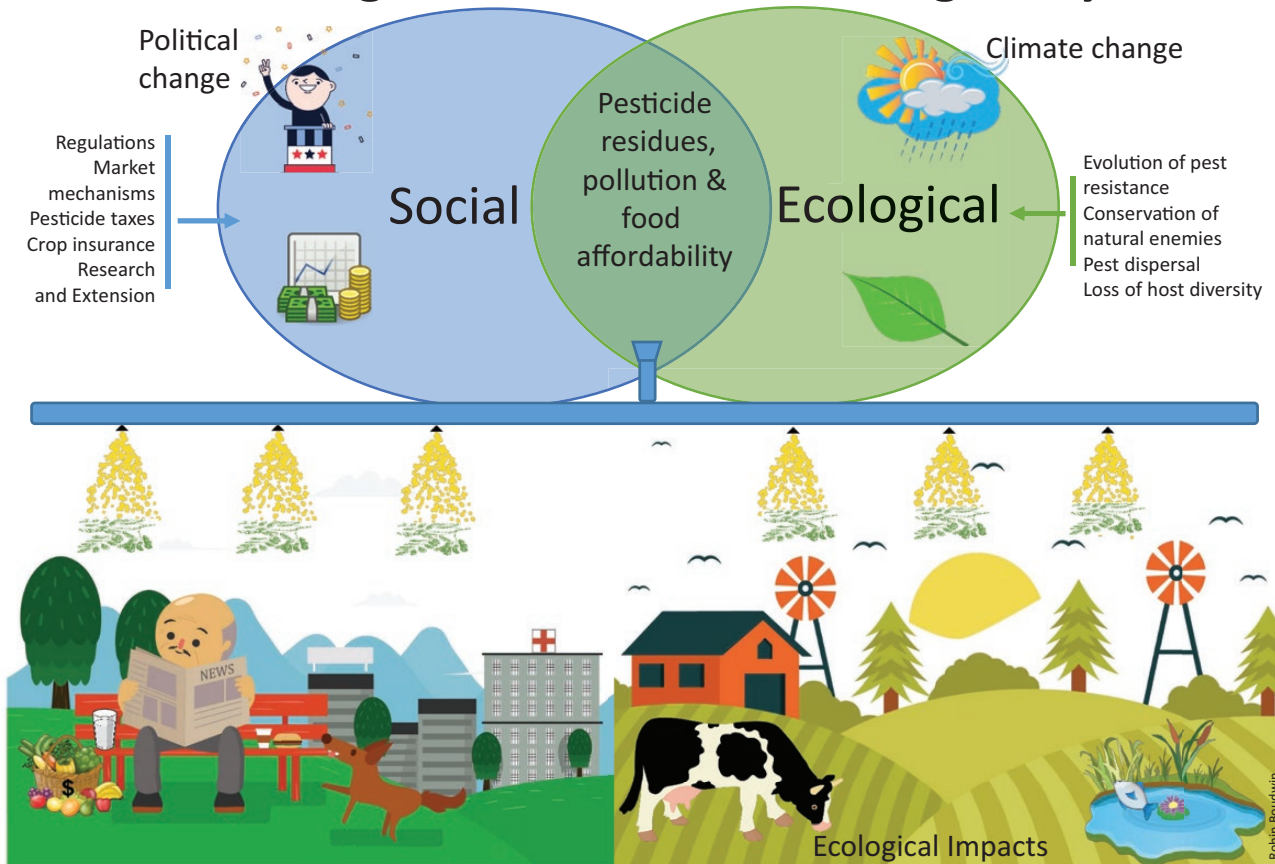 Political
change
Climate change
Regulations
Market
mechanisms
Pesticide taxes
Crop insurance
Research
and Extension
Social
Pesticide
residues,
pollution &
food
affordability
Ecological
Evolution of pest
resistance
Conservation of
natural enemies
Pest dispersal
Loss of host diversity
NEWS
$
Ecological Impacts
Robin Boudwin